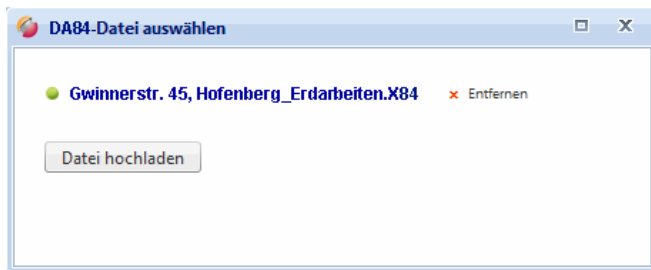 DA84-Datei auswählen
Gwinnerstr. 45, Hofenberg_Erdarbeiten.X84 Entfernen
Datei hochladen